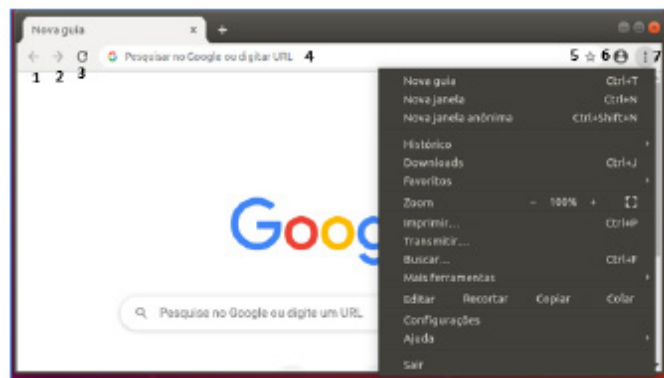 Nova guia × +
Pesquisar no Google ou digitar URL 4 5 6 7
1 2 3
Nova guia Ctrl+T
Nova janela Ctrl+N
Nova janela anônima Ctrl+Shift+N
Histórico
Downloads Ctrl+J
Favoritos
Zoom - 100% +
Imprimir... Ctrl+P
Transmitir...
Buscar... Ctrl+F
Mais ferramentas
Editar Recortar Copiar Colar
Configurações
Ajuda
Sair
Goog
Pesquise no Google ou digite um URL